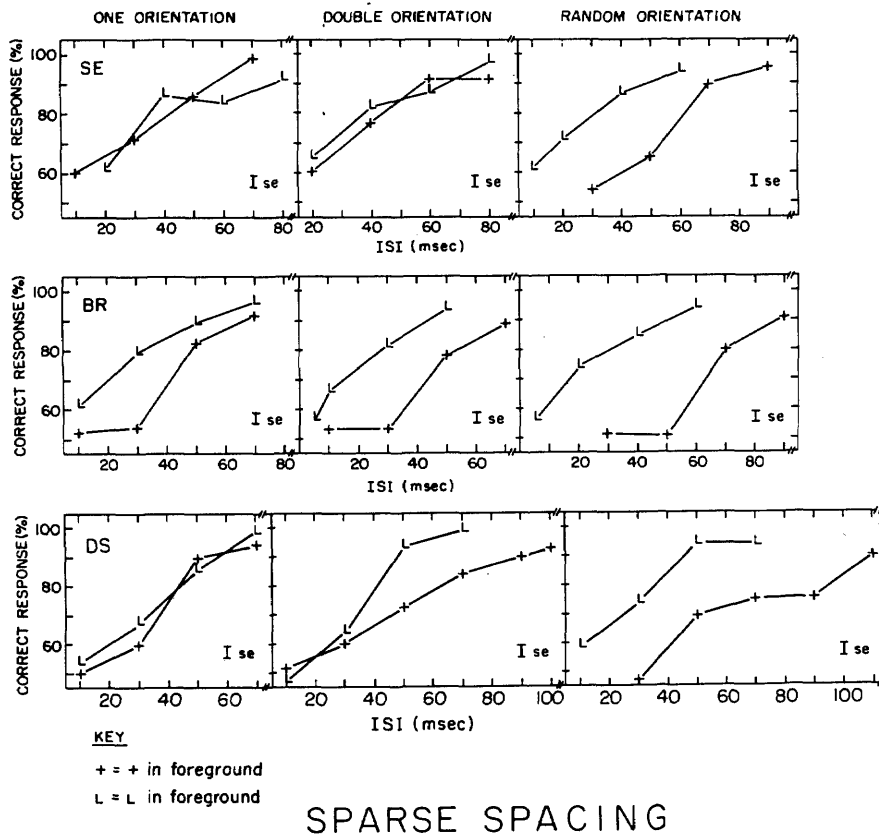 ONE ORIENTATION DOUBLE ORIENTATION RANDOM ORIENTATION
CORRECT RESPONSE (%)
100
80
60
SE
I se I se I se
20 40 60 80 20 40 60 80 20 40 60 80
ISI (msec)
CORRECT RESPONSE (%)
100
80
60
BR
I se I se I se
20 40 60 80 20 40 60 20 40 60 80
ISI (msec)
CORRECT RESPONSE (%)
100
80
60
DS
I se I se I se
20 40 60 20 40 60 80 100 20 40 60 80 100
ISI (msec)
KEY
+ = + in foreground
L = L in foreground
SPARSE SPACING